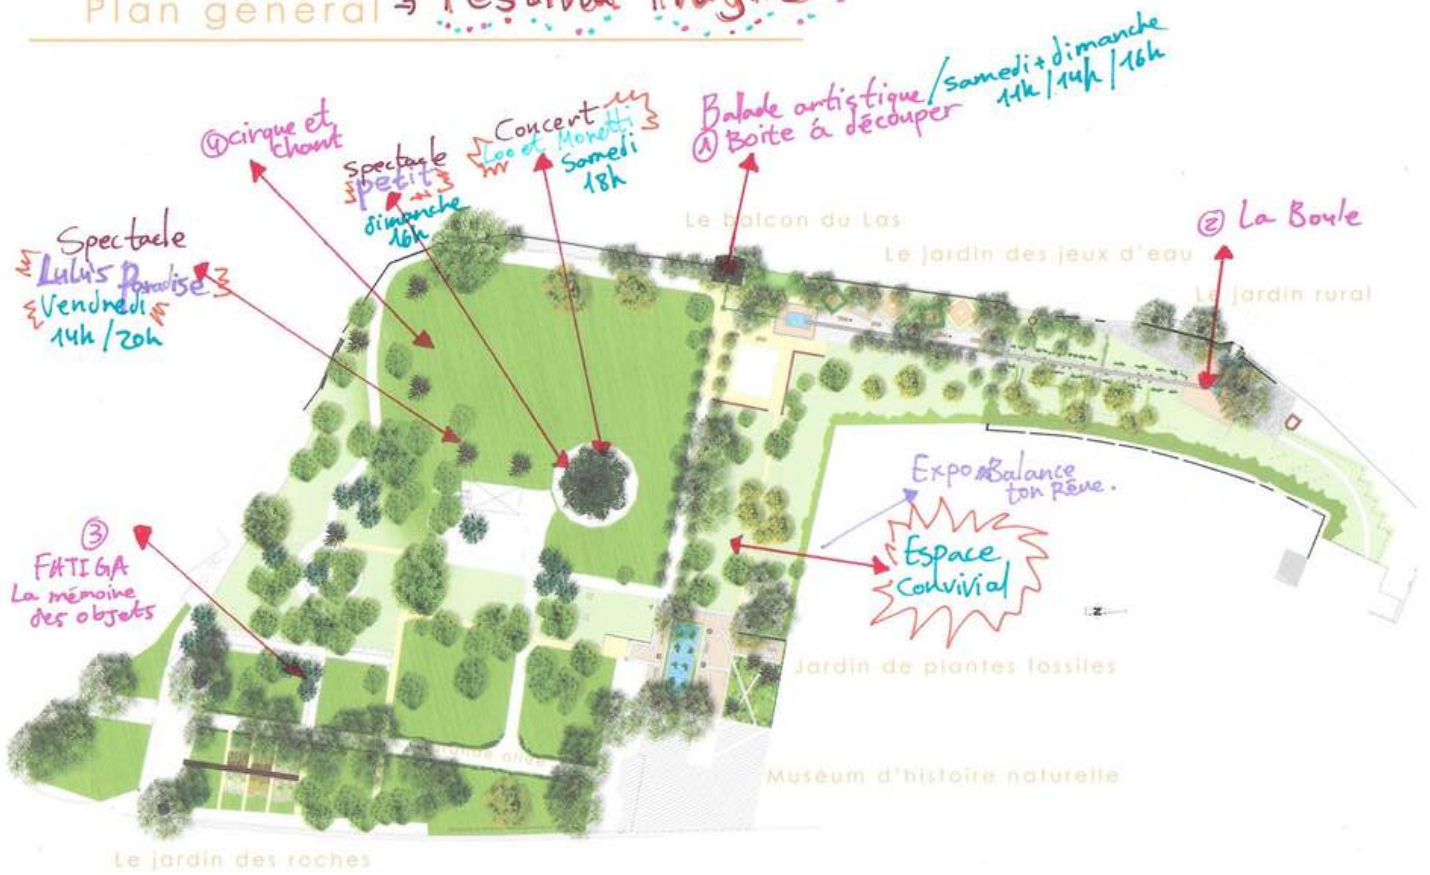 Plan général →
Balade artistique / samedi + dimanche
11h / 14h / 16h
① Boite à découper
④ cirque et
chant
Concert
Loo et Monetti
Samedi
18h
spectacle
petit
dimanche
16h
Spectacle
Lulu's Paradise
Vendredi
14h / 20h
② La Boule
Le balcon du Las
Le jardin des jeux d'eau
Le jardin rural
Expo Balance
ton Rêve.
Espace
Convivial
③
FATIGA
La mémoire
des objets
N
Jardin de plantes fossiles
Muséum d'histoire naturelle
Le jardin des roches